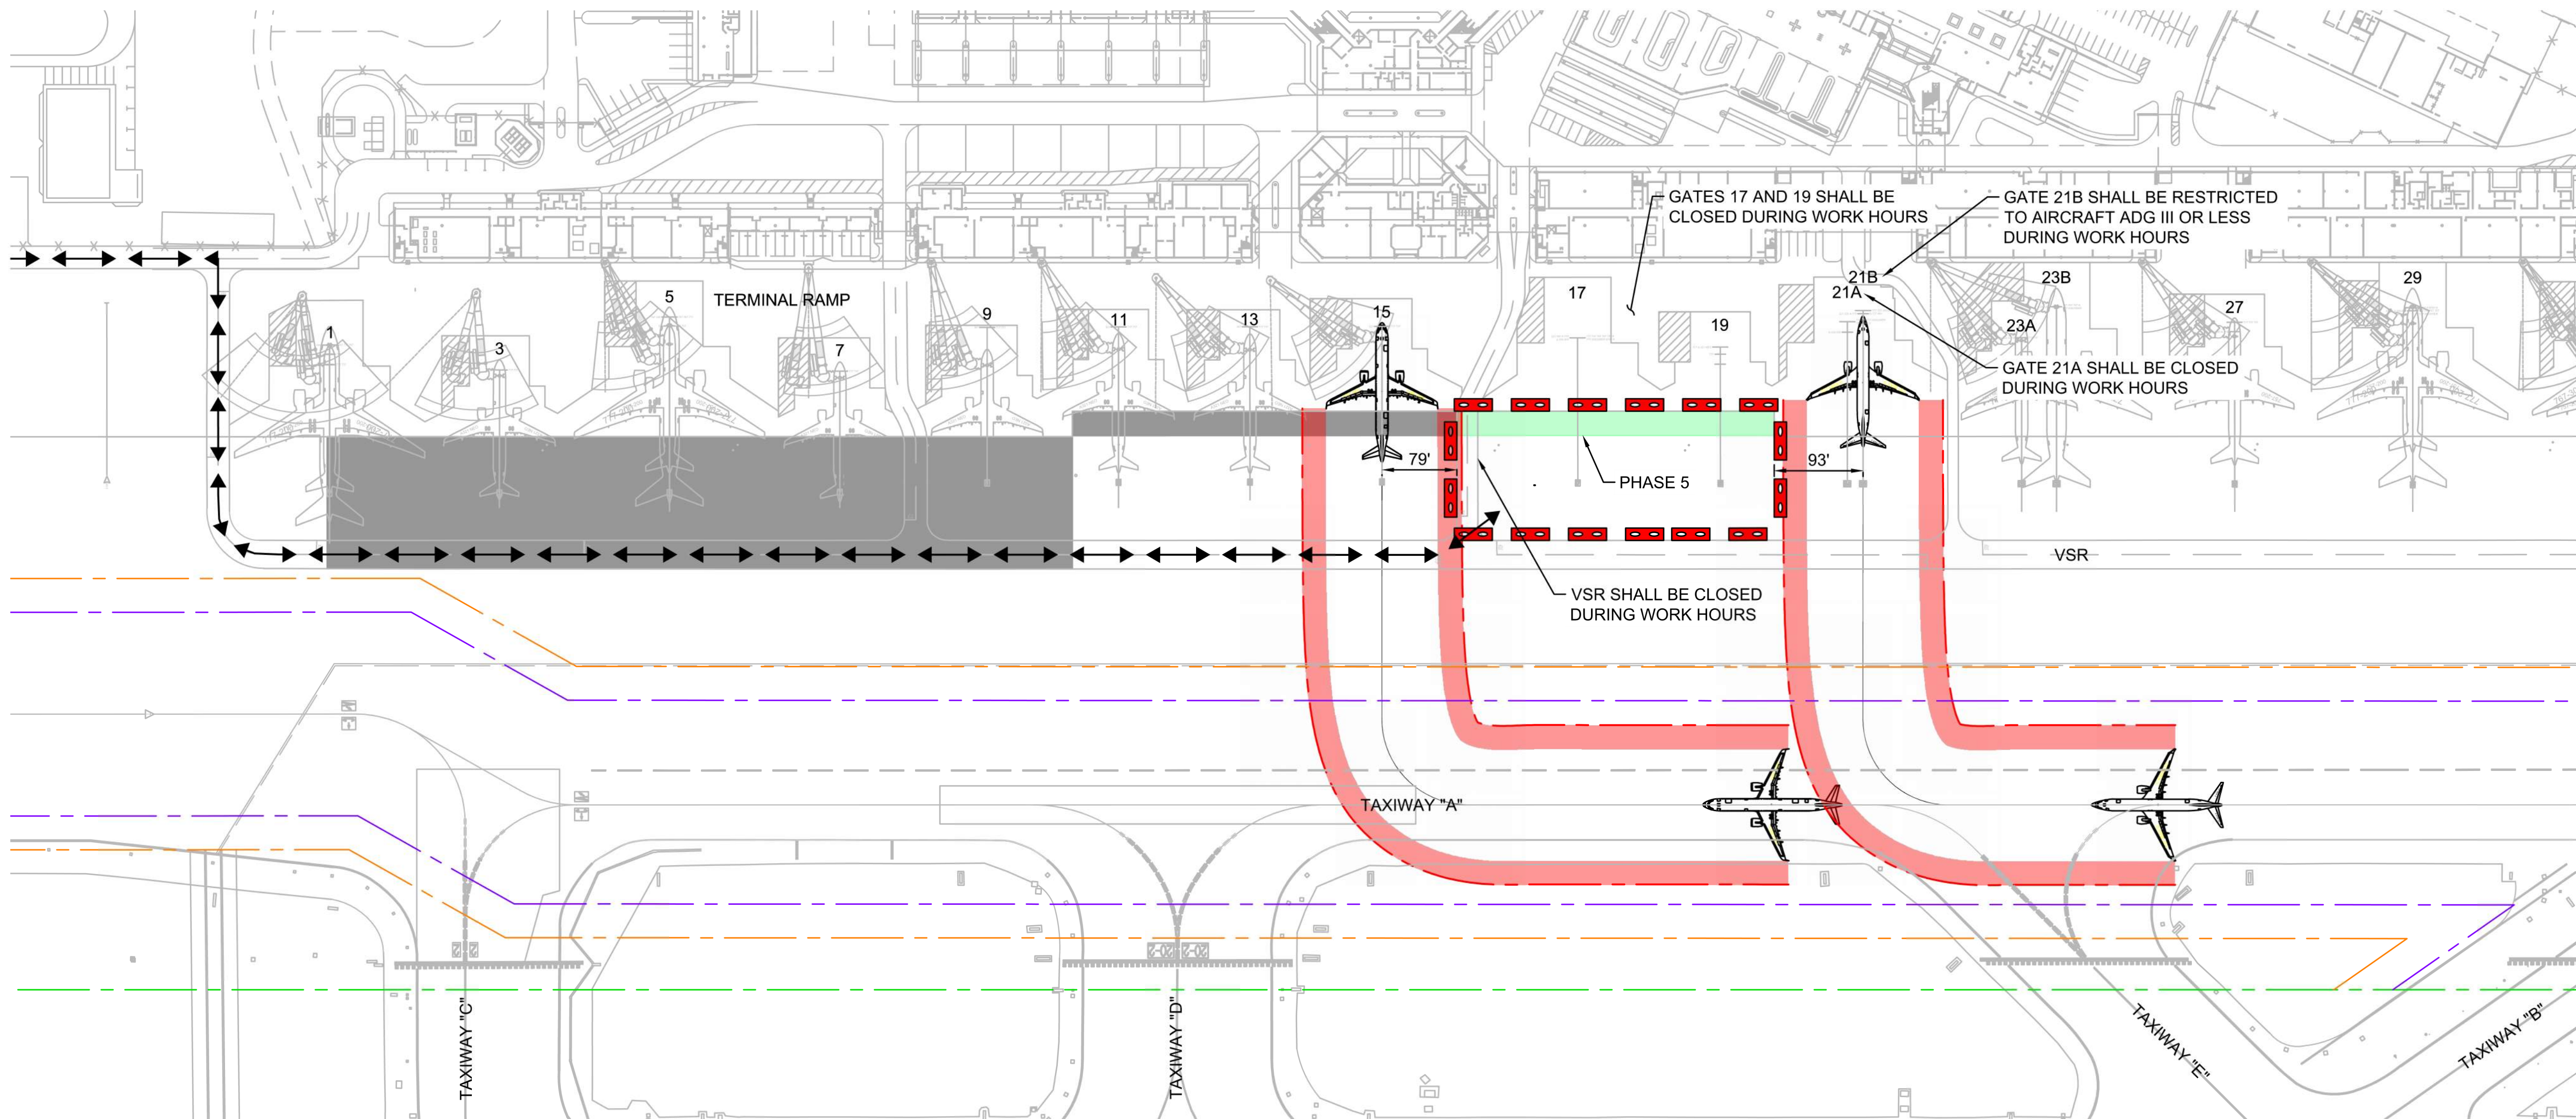 GATES 17 AND 19 SHALL BE
CLOSED DURING WORK HOURS
GATE 21B SHALL BE RESTRICTED
TO AIRCRAFT ADG III OR LESS
DURING WORK HOURS
21B
21A
23B
29
17
5
TERMINAL RAMP
27
9
15
11
13
19
23A
1
3
7
GATE 21A SHALL BE CLOSED
DURING WORK HOURS
79'
93'
PHASE 5
VSR
VSR SHALL BE CLOSED
DURING WORK HOURS
TAXIWAY "A"
TAXIWAY "C"
TAXIWAY "D"
TAXIWAY "E"
TAXIWAY "B"